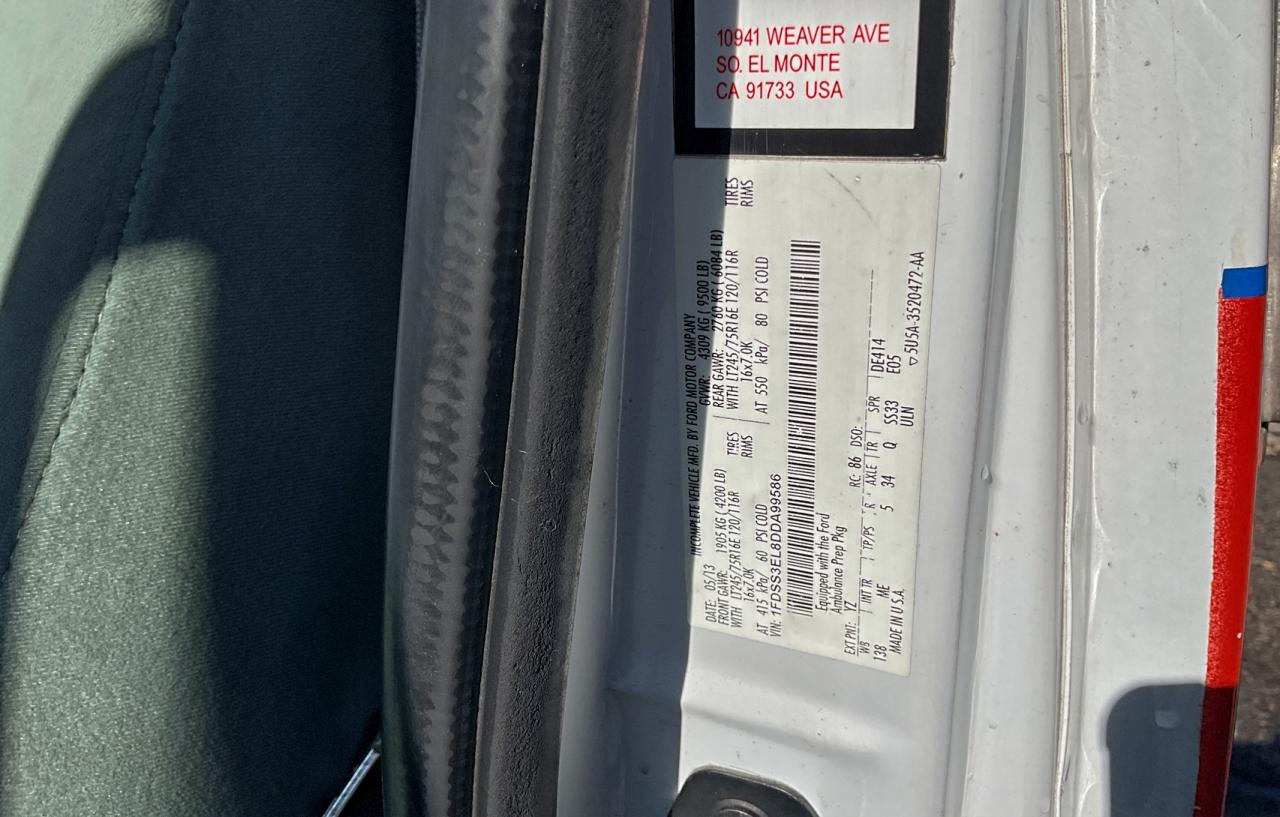 10941 WEAVER AVE
SO. EL MONTE
CA 91733 USA
INCOMPLETE VEHICLE MFD. BY FORD MOTOR COMPANY
DATE: 05/13 GVWR: 4309 KG ( 9500 LB)
FRONT GAWR: 1905 KG ( 4200 LB) REAR GAWR: 2760 KG ( 6084 LB)
WITH LT245/75R16E 120/116R TIRES WITH LT245/75R16E 120/116R TIRES
16x7.0K RIMS 16x7.0K RIMS
AT 415 kPa/ 60 PSI COLD AT 550 kPa/ 80 PSI COLD
VIN: 1FDSS3EL8DDA99586
Equipped with the Ford
Ambulance Prep Pkg
EXT PNT: YZ RC: 86 DSO:
WB INT TR TP/PS R AXLE TR SPR DE414
138 ME 5 34 Q SS33 E05
MADE IN U.S.A. ULN
▽5U5A-3520472-AA